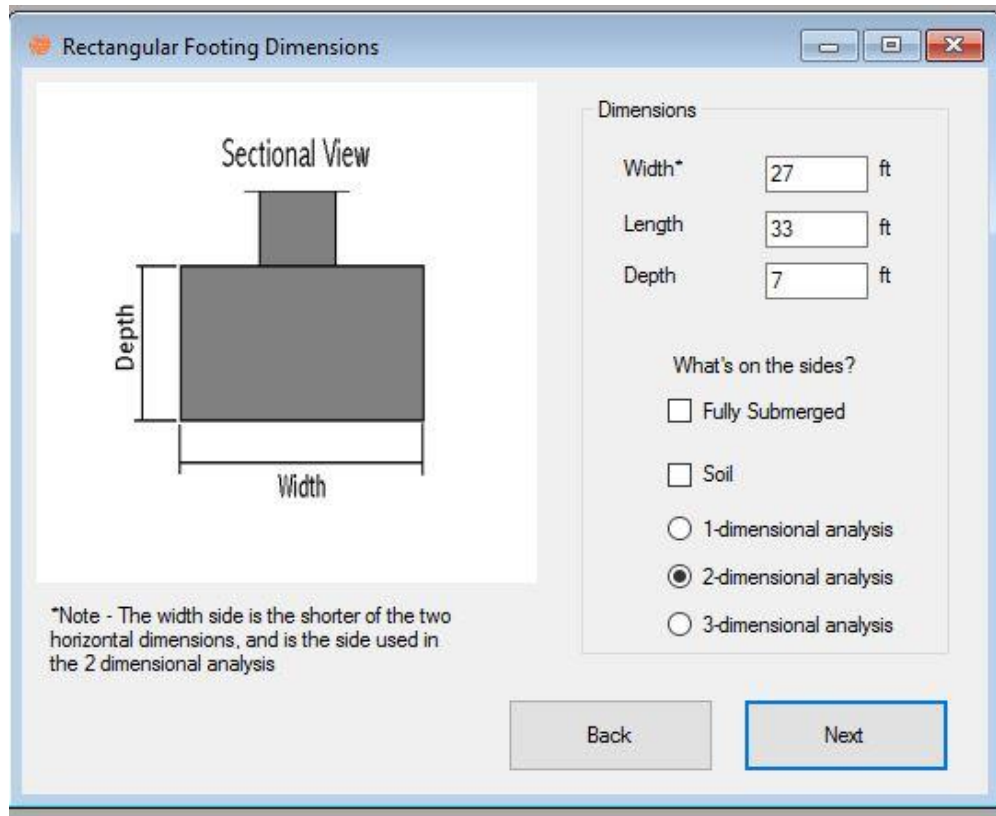 Rectangular Footing Dimensions
Sectional View
Depth
Width
*Note - The width side is the shorter of the two
horizontal dimensions, and is the side used in
the 2 dimensional analysis
Dimensions
Width* 27 ft
Length 33 ft
Depth 7 ft
What's on the sides?
Fully Submerged
Soil
1-dimensional analysis
2-dimensional analysis
3-dimensional analysis
Back Next